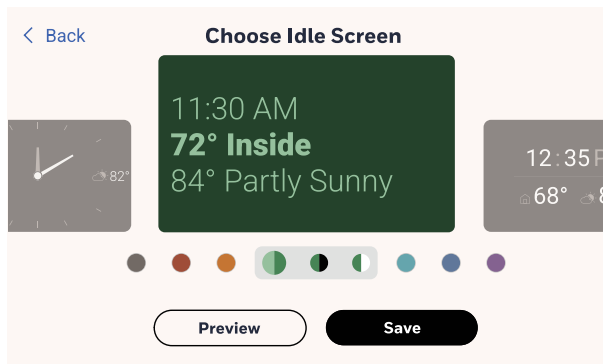 Back
Choose Idle Screen
11:30 AM
72° Inside
84° Partly Sunny
82°
12:35
68°
Preview
Save